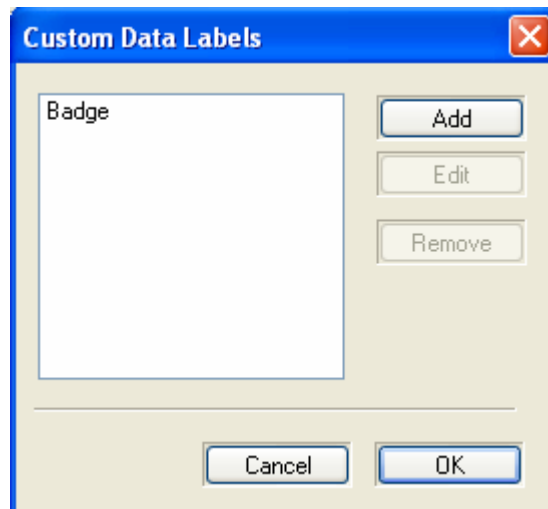 Custom Data Labels
Badge
Add
Edit
Remove
Cancel
OK